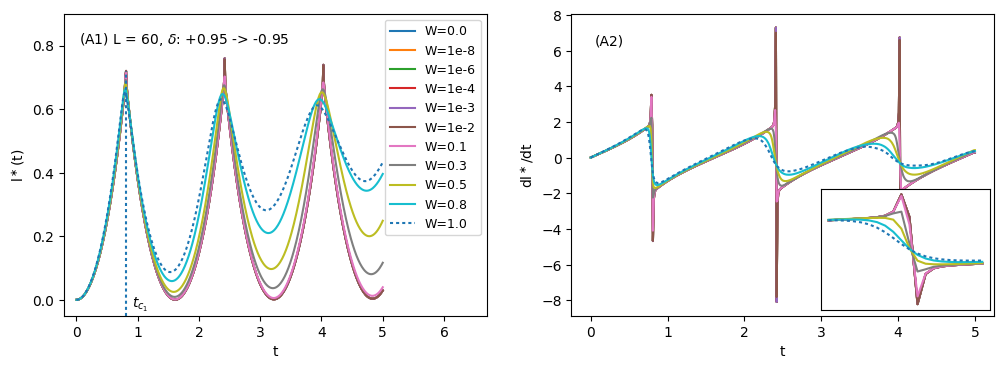 (A1) L = 60, δ: +0.95 -> -0.95
W=0.0
W=1e-8
W=1e-6
W=1e-4
W=1e-3
W=1e-2
W=0.1
W=0.3
W=0.5
W=0.8
W=1.0
l * (t)
0.8
0.6
0.4
0.2
0.0
t_{c_1}
0 1 2 3 4 5 6
t
(A2)
dl * /dt
8
6
4
2
0
−2
−4
−6
−8
0 1 2 3 4 5
t